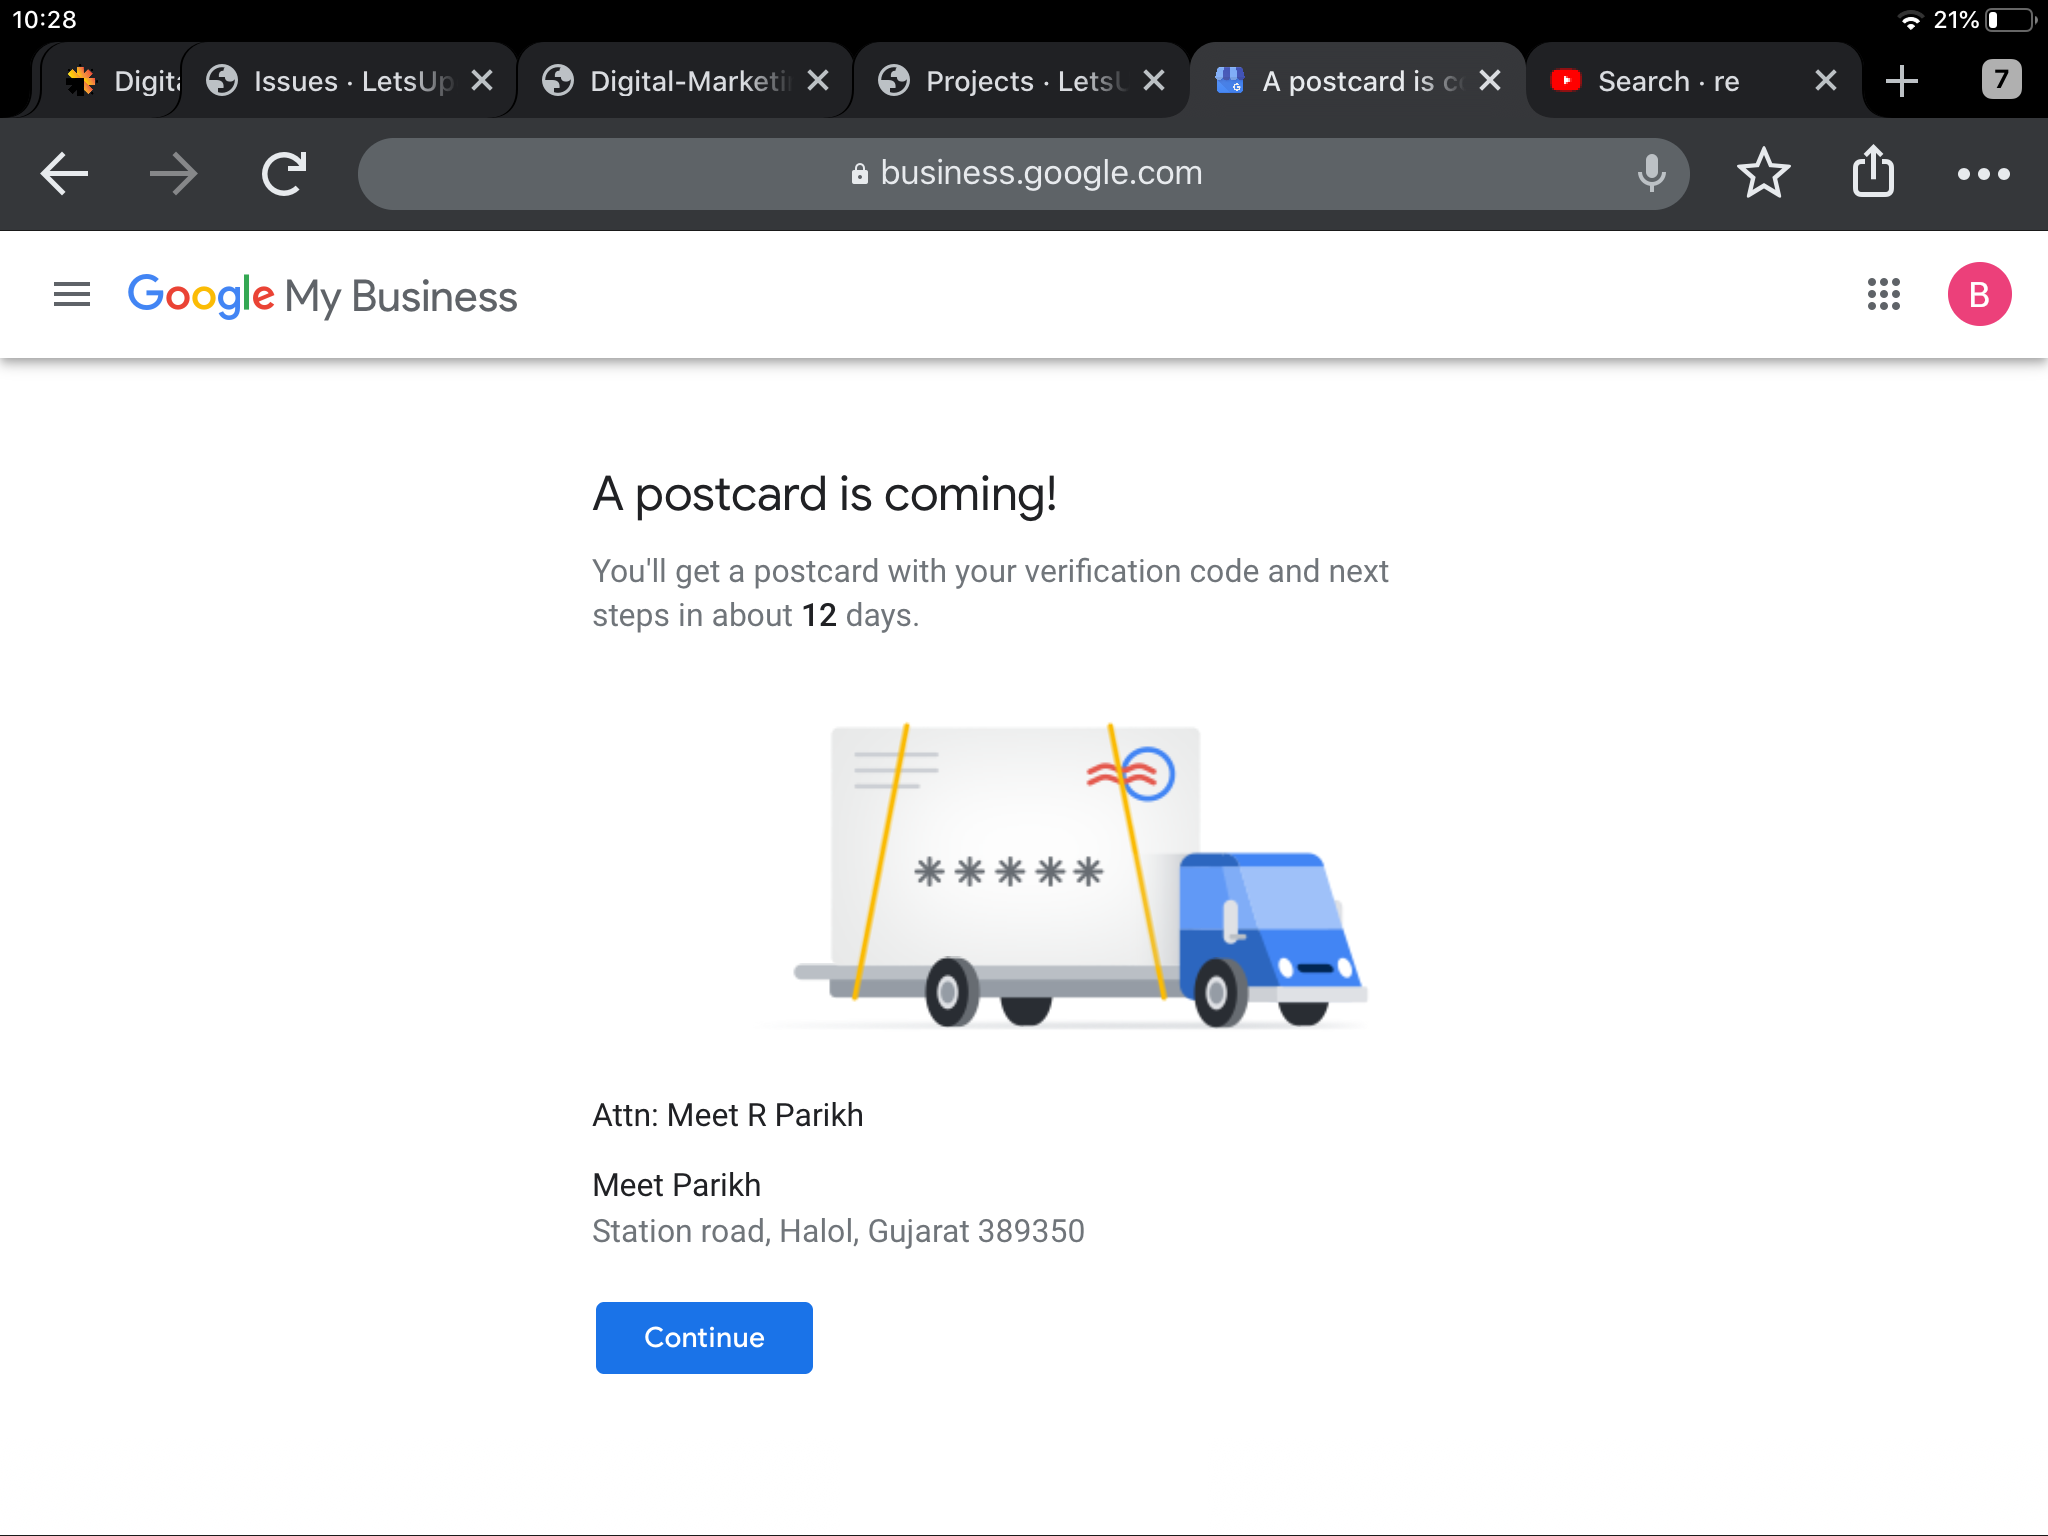 10:28
21%
Digita
Issues · LetsUp
Digital-Marketi
Projects · LetsU
A postcard is c
Search · re
7
business.google.com
Google My Business
B
A postcard is coming!
You'll get a postcard with your verification code and next
steps in about 12 days.
*****
Attn: Meet R Parikh
Meet Parikh
Station road, Halol, Gujarat 389350
Continue